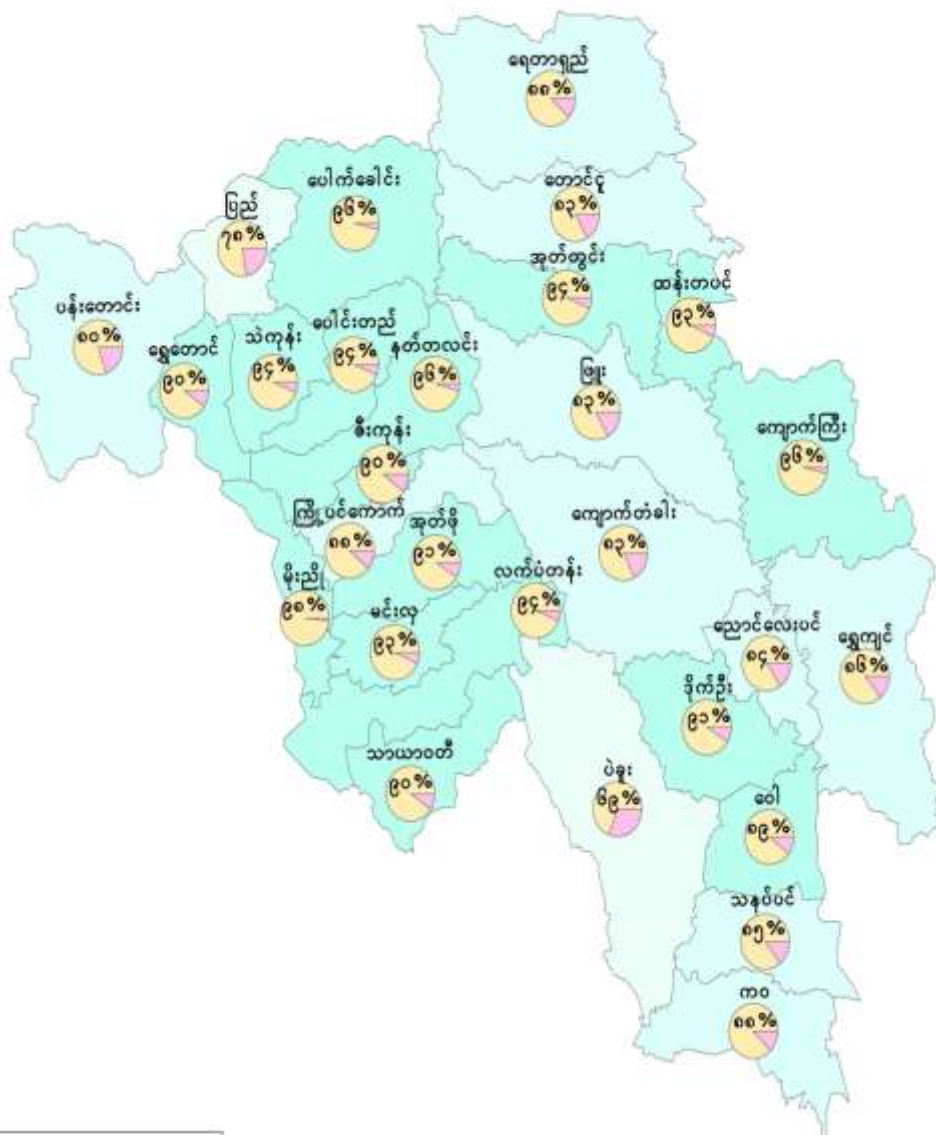 ရေတာရှည်
၈၈%
တောင်ငူ
၈၃%
ပေါက်ခေါင်း
၉၆%
ပြည်
၇၈%
အုတ်တွင်း
၉၄%
ထန်းတပင်
၉၃%
ပန်းတောင်း
၈၀%
ရွှေတောင်
၉၀%
သဲကုန်း
၉၄%
ပေါင်းတည်
၉၄%
နတ်တလင်း
၉၆%
ဖြူး
၈၃%
ကျောက်ကြီး
၉၆%
ဇီးကုန်း
၉၀%
ကြို့ပင်ကောက်
၈၈%
အုတ်ဖို
၉၁%
ကျောက်တံခါး
၈၃%
မိုးညို
၉၈%
လက်ပံတန်း
၉၄%
မင်းလှ
၉၃%
ညောင်လေးပင်
၈၄%
ရွှေကျင်
၈၆%
ဒိုက်ဦး
၉၁%
သာယာဝတီ
၉၀%
ပဲခူး
၆၉%
ဝေါ
၈၉%
သနပ်ပင်
၈၅%
ကဝ
၈၈%